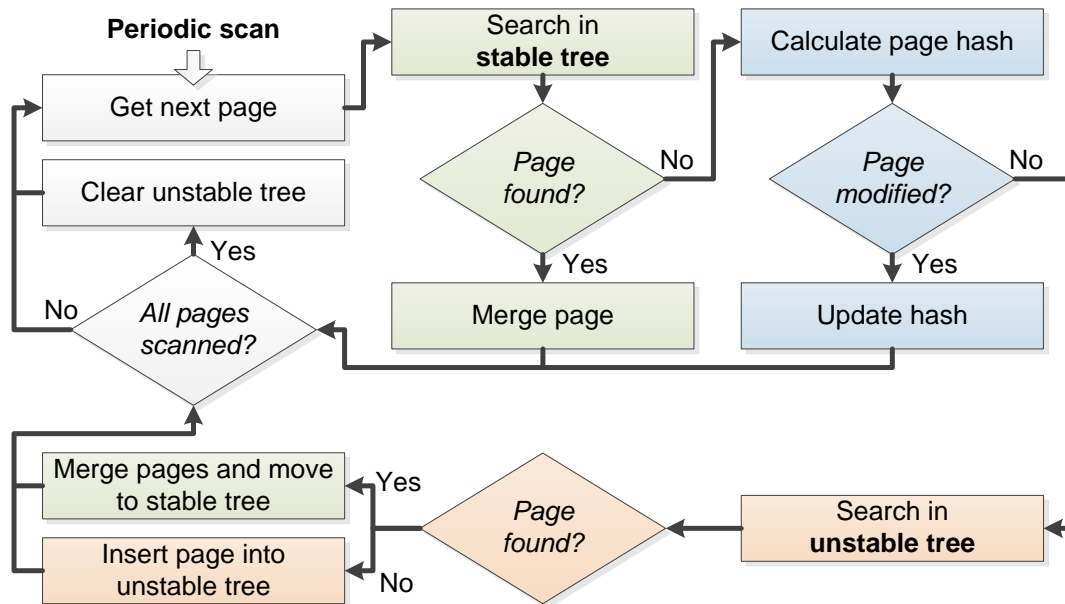 Periodic scan
Get next page
Clear unstable tree
Yes
No
All pages
scanned?
Search in
stable tree
Page
found?
No
Yes
Merge page
Calculate page hash
Page
modified?
No
Yes
Update hash
Search in
unstable tree
Page
found?
Yes
No
Merge pages and move
to stable tree
Insert page into
unstable tree